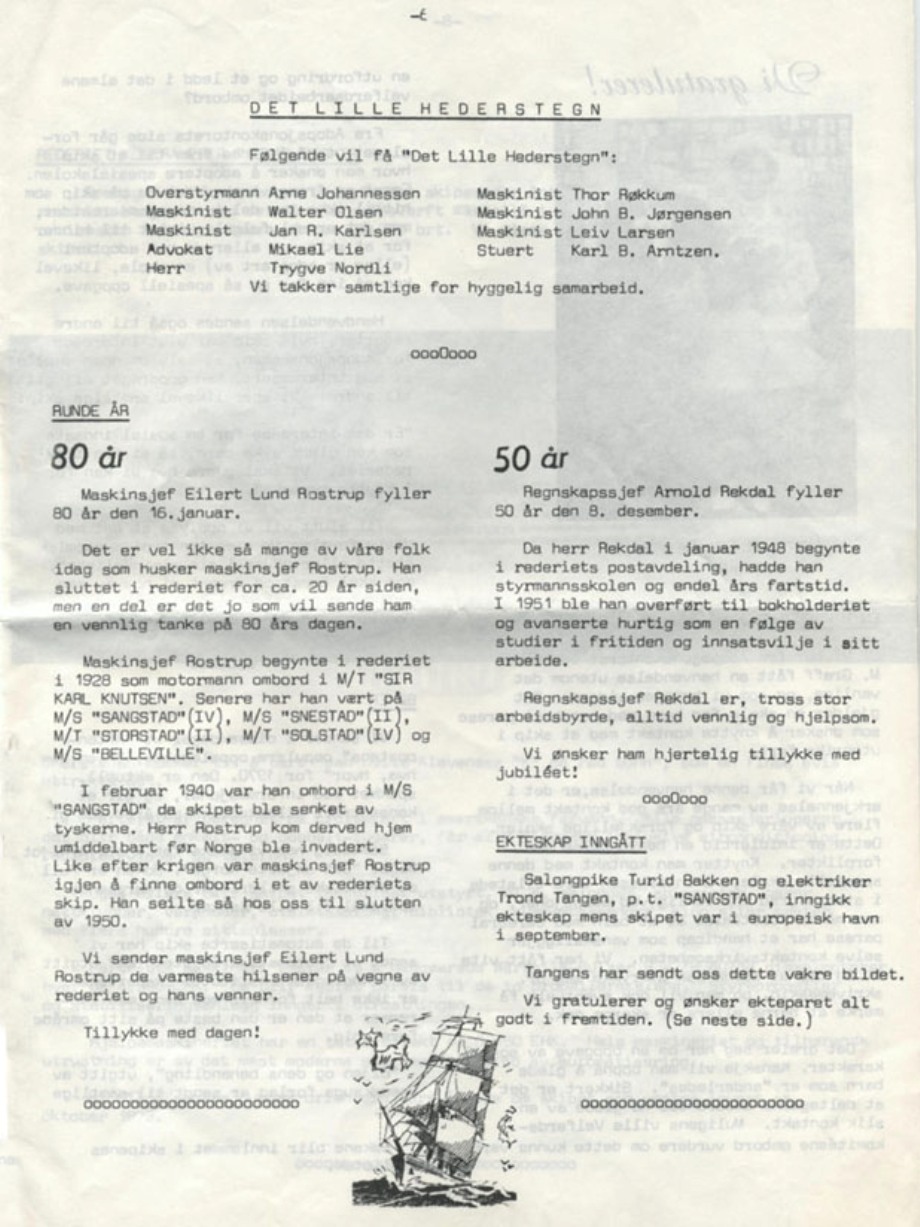 DET LILLE HEDERSTEGN
Følgende vil få "Det Lille Hederstegn":
Overstyrmann Arne Johannessen
Maskinist Walter Olsen
Maskinist Jan R. Karlsen
Advokat Mikael Lie
Herr Trygve Nordli
Maskinist Thor Røkkum
Maskinist John B. Jørgensen
Maskinist Leiv Larsen
Stuert Karl B. Arntzen.
Vi takker samtlige for hyggelig samarbeid.
oooOooo
RUNDE ÅR
80 år
Maskinsjef Eilert Lund Rostrup fyller
80 år den 16.januar.
Det er vel ikke så mange av våre folk
idag som husker maskinsjef Rostrup. Han
sluttet i rederiet for ca. 20 år siden,
men en del er det jo som vil sende ham
en vennlig tanke på 80 års dagen.
Maskinsjef Rostrup begynte i rederiet
i 1928 som motormann ombord i M/T "SIR
KARL KNUTSEN". Senere har han vært på
M/S "SANGSTAD"(IV), M/S "SNESTAD"(II),
M/T "STORSTAD"(II), M/T "SOLSTAD"(IV) og
M/S "BELLEVILLE".
I februar 1940 var han ombord i M/S
"SANGSTAD" da skipet ble senket av
tyskerne. Herr Rostrup kom derved hjem
umiddelbart før Norge ble invadert.
Like efter krigen var maskinsjef Rostrup
igjen å finne ombord i et av rederiets
skip. Han seilte så hos oss til slutten
av 1950.
Vi sender maskinsjef Eilert Lund
Rostrup de varmeste hilsener på vegne av
rederiet og hans venner.
Tillykke med dagen!
oooooooooooooooooooooooo
50 år
Regnskapssjef Arnold Rekdal fyller
50 år den 8. desember.
Da herr Rekdal i januar 1948 begynte
i rederiets postavdeling, hadde han
styrmannsskolen og endel års fartstid.
I 1951 ble han overført til bokholderiet
og avanserte hurtig som en følge av
studier i fritiden og innsatsvilje i sitt
arbeide.
Regnskapssjef Rekdal er, tross stor
arbeidsbyrde, alltid vennlig og hjelpsom.
Vi ønsker ham hjertelig tillykke med
jubiléet!
oooOooo
EKTESKAP INNGÅTT
Salongpike Turid Bakken og elektriker
Trond Tangen, p.t. "SANGSTAD", inngikk
ekteskap mens skipet var i europeisk havn
i september.
Tangens har sendt oss dette vakre bildet.
Vi gratulerer og ønsker ekteparet alt
godt i fremtiden. (Se neste side.)
ooooooooooooooooooooooooo